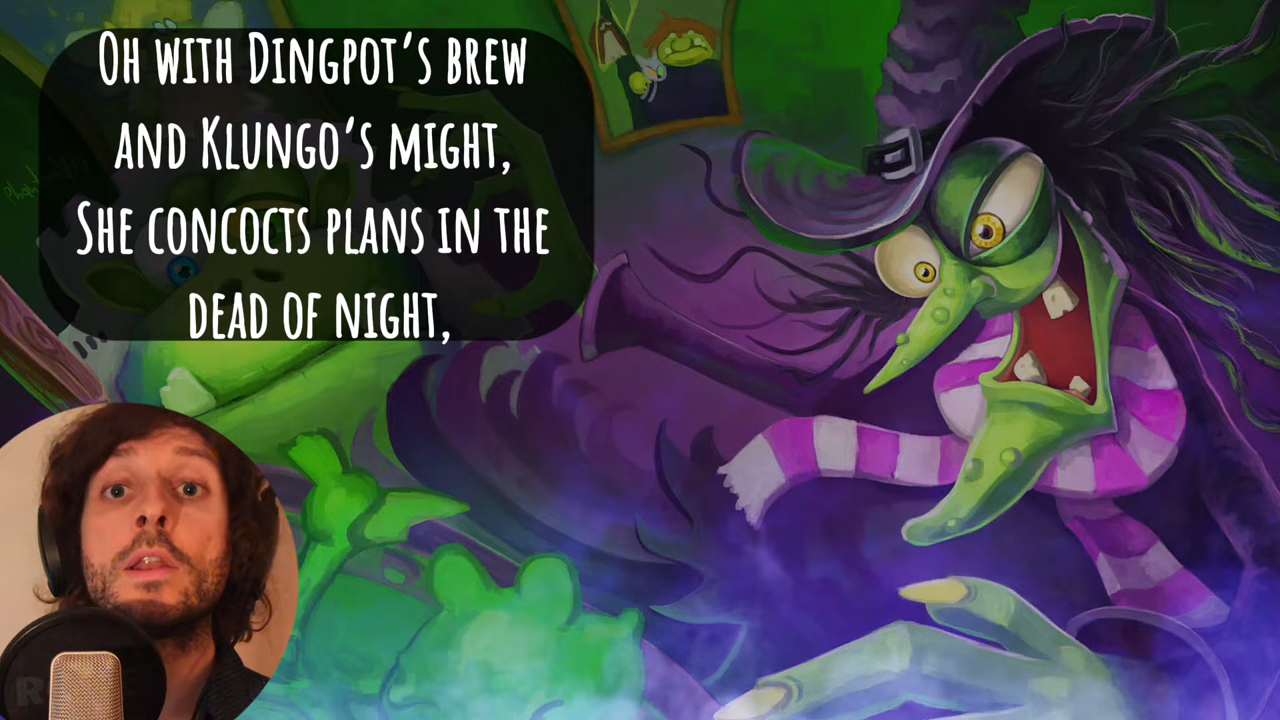 Oh with Dingpot's brew
and Klungo's might,
She concocts plans in the
dead of night,